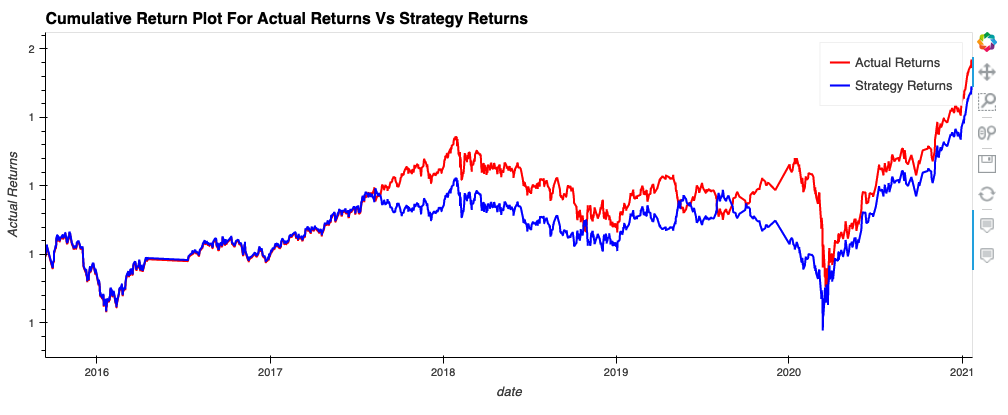 Cumulative Return Plot For Actual Returns Vs Strategy Returns
2
1
1
1
1
Actual Returns
Actual Returns
Strategy Returns
2016
2017
2018
2019
2020
2021
date